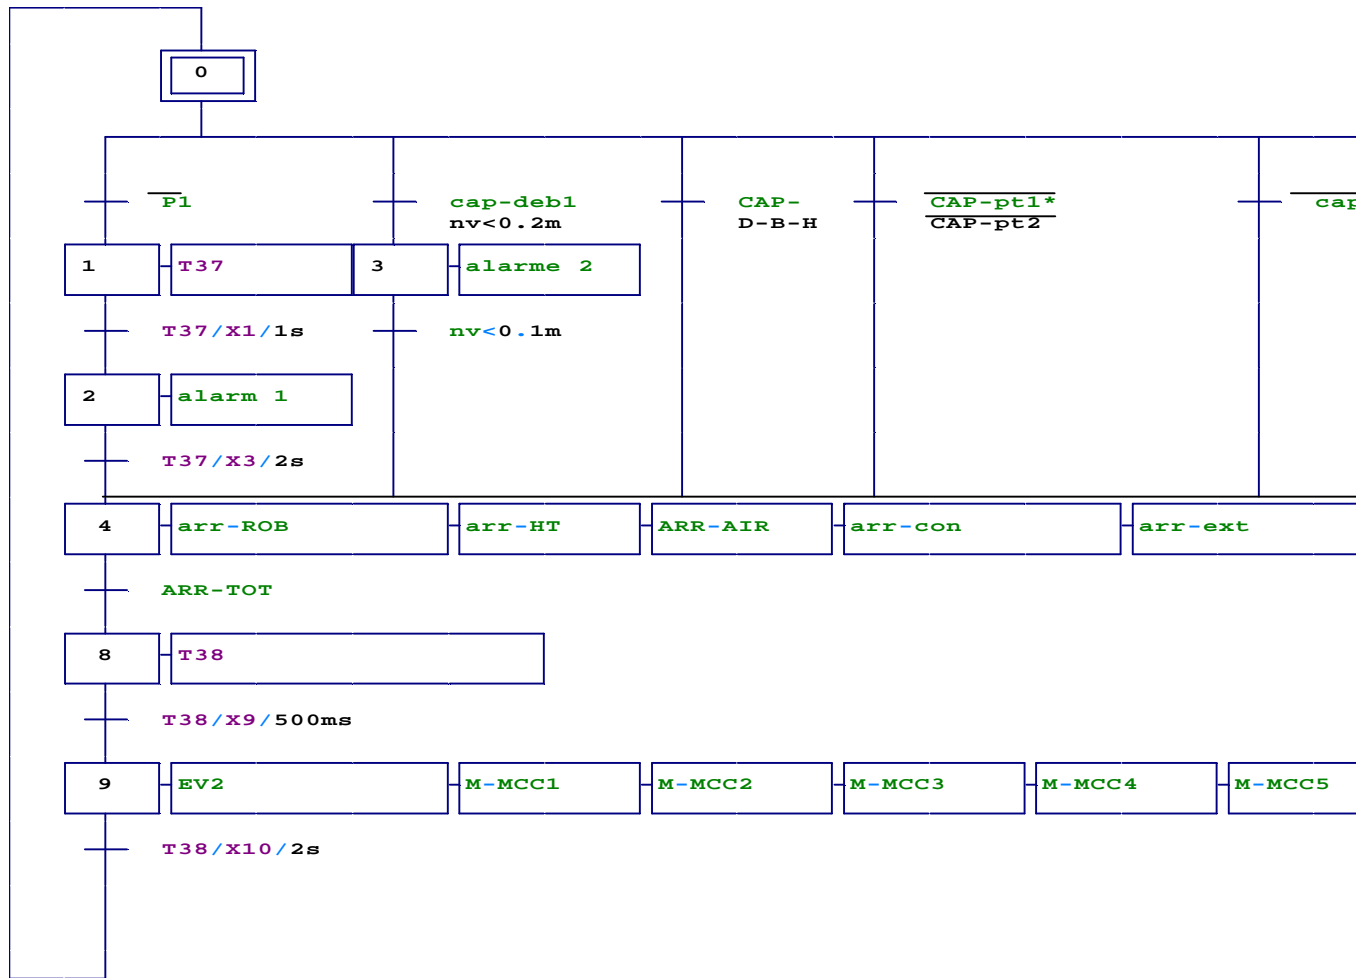 0
P1
cap-deb1
nv<0.2m
CAP-
D-B-H
CAP-pt1*
CAP-pt2
cap
1
T37
3
alarme 2
T37/X1/1s
nv<0.1m
2
alarm 1
T37/X3/2s
4
arr-ROB
arr-HT
ARR-AIR
arr-con
arr-ext
ARR-TOT
8
T38
T38/X9/500ms
9
EV2
M-MCC1
M-MCC2
M-MCC3
M-MCC4
M-MCC5
T38/X10/2s